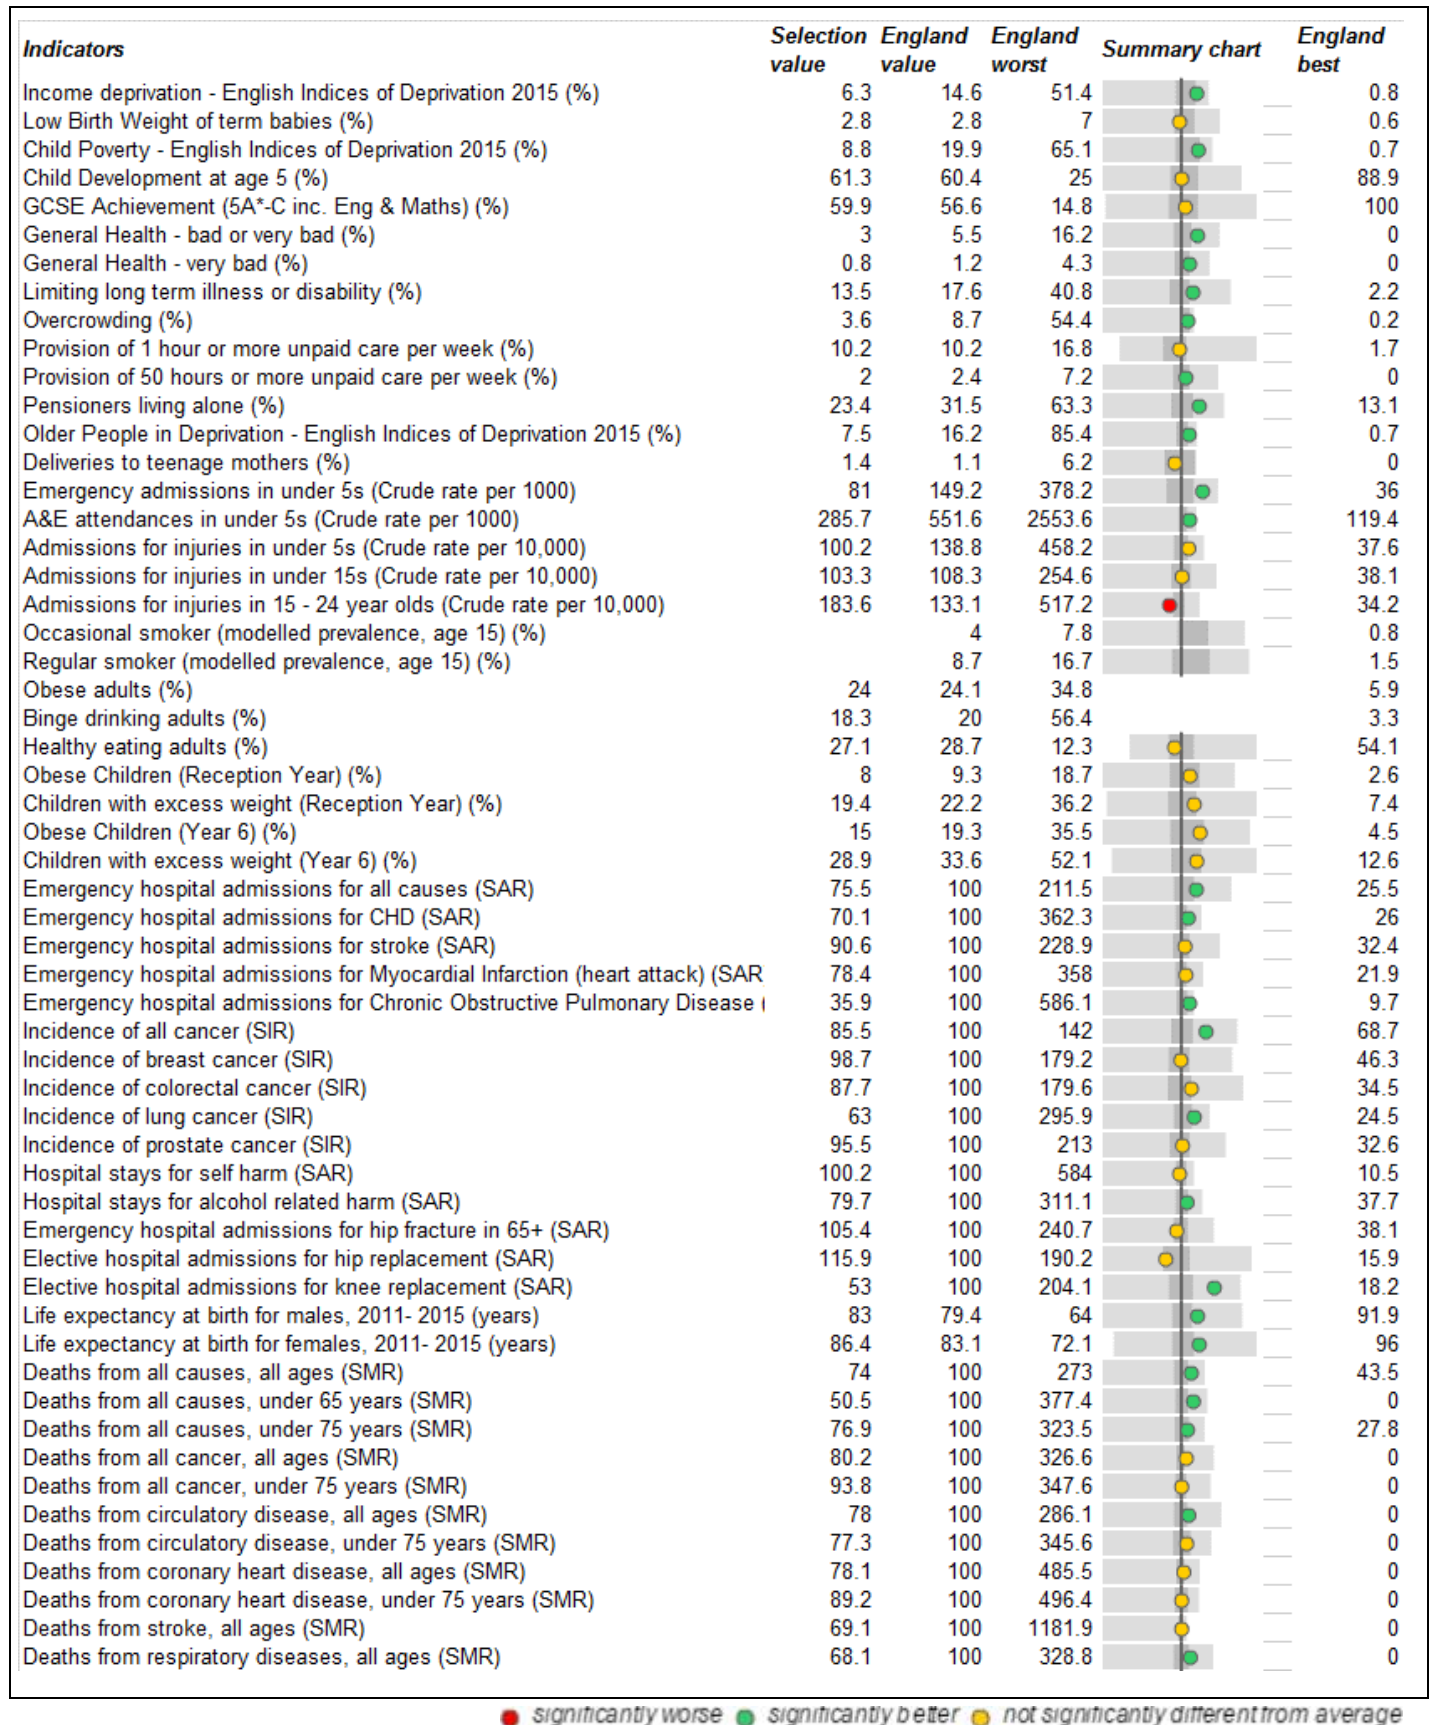 Indicators Selection value England value England worst Summary chart England best
Income deprivation - English Indices of Deprivation 2015 (%) 6.3 14.6 51.4 0.8
Low Birth Weight of term babies (%) 2.8 2.8 7 0.6
Child Poverty - English Indices of Deprivation 2015 (%) 8.8 19.9 65.1 0.7
Child Development at age 5 (%) 61.3 60.4 25 88.9
GCSE Achievement (5A*-C inc. Eng & Maths) (%) 59.9 56.6 14.8 100
General Health - bad or very bad (%) 3 5.5 16.2 0
General Health - very bad (%) 0.8 1.2 4.3 0
Limiting long term illness or disability (%) 13.5 17.6 40.8 2.2
Overcrowding (%) 3.6 8.7 54.4 0.2
Provision of 1 hour or more unpaid care per week (%) 10.2 10.2 16.8 1.7
Provision of 50 hours or more unpaid care per week (%) 2 2.4 7.2 0
Pensioners living alone (%) 23.4 31.5 63.3 13.1
Older People in Deprivation - English Indices of Deprivation 2015 (%) 7.5 16.2 85.4 0.7
Deliveries to teenage mothers (%) 1.4 1.1 6.2 0
Emergency admissions in under 5s (Crude rate per 1000) 81 149.2 378.2 36
A&E attendances in under 5s (Crude rate per 1000) 285.7 551.6 2553.6 119.4
Admissions for injuries in under 5s (Crude rate per 10,000) 100.2 138.8 458.2 37.6
Admissions for injuries in under 15s (Crude rate per 10,000) 103.3 108.3 254.6 38.1
Admissions for injuries in 15 - 24 year olds (Crude rate per 10,000) 183.6 133.1 517.2 34.2
Occasional smoker (modelled prevalence, age 15) (%) 4 7.8 0.8
Regular smoker (modelled prevalence, age 15) (%) 8.7 16.7 1.5
Obese adults (%) 24 24.1 34.8 5.9
Binge drinking adults (%) 18.3 20 56.4 3.3
Healthy eating adults (%) 27.1 28.7 12.3 54.1
Obese Children (Reception Year) (%) 8 9.3 18.7 2.6
Children with excess weight (Reception Year) (%) 19.4 22.2 36.2 7.4
Obese Children (Year 6) (%) 15 19.3 35.5 4.5
Children with excess weight (Year 6) (%) 28.9 33.6 52.1 12.6
Emergency hospital admissions for all causes (SAR) 75.5 100 211.5 25.5
Emergency hospital admissions for CHD (SAR) 70.1 100 362.3 26
Emergency hospital admissions for stroke (SAR) 90.6 100 228.9 32.4
Emergency hospital admissions for Myocardial Infarction (heart attack) (SAR 78.4 100 358 21.9
Emergency hospital admissions for Chronic Obstructive Pulmonary Disease ( 35.9 100 586.1 9.7
Incidence of all cancer (SIR) 85.5 100 142 68.7
Incidence of breast cancer (SIR) 98.7 100 179.2 46.3
Incidence of colorectal cancer (SIR) 87.7 100 179.6 34.5
Incidence of lung cancer (SIR) 63 100 295.9 24.5
Incidence of prostate cancer (SIR) 95.5 100 213 32.6
Hospital stays for self harm (SAR) 100.2 100 584 10.5
Hospital stays for alcohol related harm (SAR) 79.7 100 311.1 37.7
Emergency hospital admissions for hip fracture in 65+ (SAR) 105.4 100 240.7 38.1
Elective hospital admissions for hip replacement (SAR) 115.9 100 190.2 15.9
Elective hospital admissions for knee replacement (SAR) 53 100 204.1 18.2
Life expectancy at birth for males, 2011- 2015 (years) 83 79.4 64 91.9
Life expectancy at birth for females, 2011- 2015 (years) 86.4 83.1 72.1 96
Deaths from all causes, all ages (SMR) 74 100 273 43.5
Deaths from all causes, under 65 years (SMR) 50.5 100 377.4 0
Deaths from all causes, under 75 years (SMR) 76.9 100 323.5 27.8
Deaths from all cancer, all ages (SMR) 80.2 100 326.6 0
Deaths from all cancer, under 75 years (SMR) 93.8 100 347.6 0
Deaths from circulatory disease, all ages (SMR) 78 100 286.1 0
Deaths from circulatory disease, under 75 years (SMR) 77.3 100 345.6 0
Deaths from coronary heart disease, all ages (SMR) 78.1 100 485.5 0
Deaths from coronary heart disease, under 75 years (SMR) 89.2 100 496.4 0
Deaths from stroke, all ages (SMR) 69.1 100 1181.9 0
Deaths from respiratory diseases, all ages (SMR) 68.1 100 328.8 0
significantly worse significantly better not significantly different from average